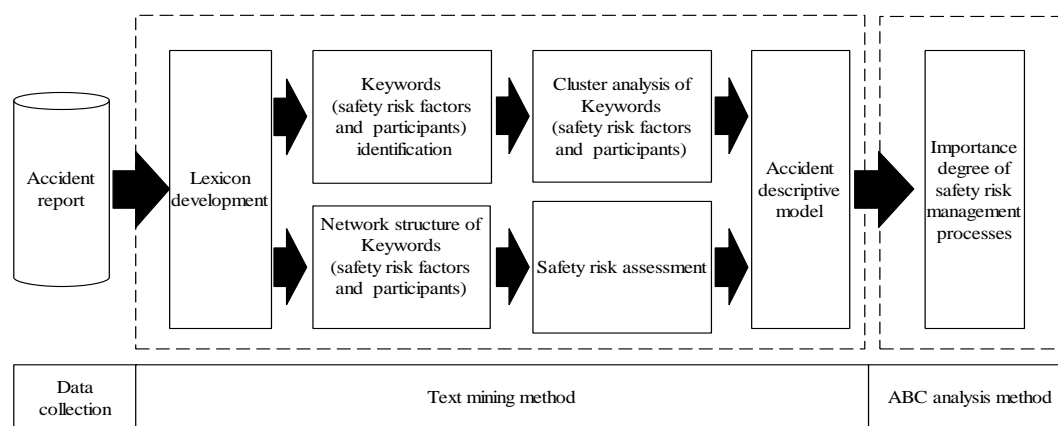 Accident
report
Lexicon
development
Keywords
(safety risk factors
and participants)
identification
Cluster analysis of
Keywords
(safety risk factors
and participants)
Network structure of
Keywords
(safety risk factors
and participants)
Safety risk assessment
Accident
descriptive
model
Importance
degree of
safety risk
management
processes
Data
collection
Text mining method
ABC analysis method